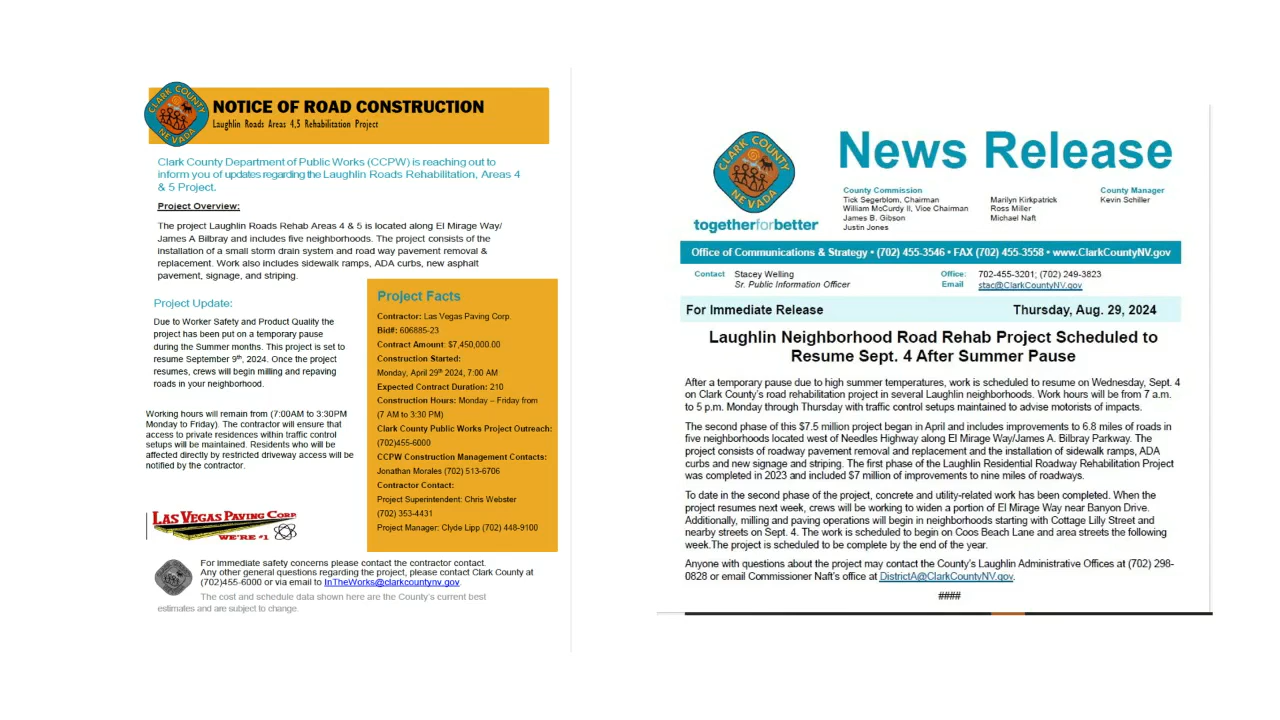 CLARK COUNTY
NEVADA
NOTICE OF ROAD CONSTRUCTION
Laughlin Roads Areas 4,5 Rehabilitation Project
Clark County Department of Public Works (CCPW) is reaching out to
inform you of updates regarding the Laughlin Roads Rehabilitation, Areas 4
& 5 Project.
Project Overview:
The project Laughlin Roads Rehab Areas 4 & 5 is located along El Mirage Way/
James A Bilbray and includes five neighborhoods. The project consists of the
installation of a small storm drain system and road way pavement removal &
replacement. Work also includes sidewalk ramps, ADA curbs, new asphalt
pavement, signage, and striping.
Project Update:
Due to Worker Safety and Product Quality the
project has been put on a temporary pause
during the Summer months. This project is set to
resume September 9th, 2024. Once the project
resumes, crews will begin milling and repaving
roads in your neighborhood.
Working hours will remain from (7:00AM to 3:30PM
Monday to Friday). The contractor will ensure that
access to private residences within traffic control
setups will be maintained. Residents who will be
affected directly by restricted driveway access will be
notified by the contractor.
Project Facts
Contractor: Las Vegas Paving Corp.
Bid#: 606885-23
Contract Amount: $7,450,000.00
Construction Started:
Monday, April 29th 2024, 7:00 AM
Expected Contract Duration: 210
Construction Hours: Monday – Friday from
(7 AM to 3:30 PM)
Clark County Public Works Project Outreach:
(702)455-6000
CCPW Construction Management Contacts:
Jonathan Morales (702) 513-6706
Contractor Contact:
Project Superintendent: Chris Webster
(702) 353-4431
Project Manager: Clyde Lipp (702) 448-9100
LAS VEGAS PAVING CORP.
WE'RE #1
For immediate safety concerns please contact the contractor contact.
Any other general questions regarding the project, please contact Clark County at
(702)455-6000 or via email to InTheWorks@clarkcountynv.gov.
The cost and schedule data shown here are the County's current best
estimates and are subject to change.
CLARK COUNTY
NEVADA
togetherforbetter
News Release
County Commission
Tick Segerblom, Chairman
William McCurdy II, Vice Chairman
James B. Gibson
Justin Jones
Marilyn Kirkpatrick
Ross Miller
Michael Naft
County Manager
Kevin Schiller
Office of Communications & Strategy • (702) 455-3546 • FAX (702) 455-3558 • www.ClarkCountyNV.gov
Contact Stacey Welling
Sr. Public Information Officer
Office: 702-455-3201; (702) 249-3823
Email stac@ClarkCountyNV.gov
For Immediate Release Thursday, Aug. 29, 2024
Laughlin Neighborhood Road Rehab Project Scheduled to
Resume Sept. 4 After Summer Pause
After a temporary pause due to high summer temperatures, work is scheduled to resume on Wednesday, Sept. 4
on Clark County's road rehabilitation project in several Laughlin neighborhoods. Work hours will be from 7 a.m.
to 5 p.m. Monday through Thursday with traffic control setups maintained to advise motorists of impacts.
The second phase of this $7.5 million project began in April and includes improvements to 6.8 miles of roads in
five neighborhoods located west of Needles Highway along El Mirage Way/James A. Bilbray Parkway. The
project consists of roadway pavement removal and replacement and the installation of sidewalk ramps, ADA
curbs and new signage and striping. The first phase of the Laughlin Residential Roadway Rehabilitation Project
was completed in 2023 and included $7 million of improvements to nine miles of roadways.
To date in the second phase of the project, concrete and utility-related work has been completed. When the
project resumes next week, crews will be working to widen a portion of El Mirage Way near Banyon Drive.
Additionally, milling and paving operations will begin in neighborhoods starting with Cottage Lilly Street and
nearby streets on Sept. 4. The work is scheduled to begin on Coos Beach Lane and area streets the following
week.The project is scheduled to be complete by the end of the year.
Anyone with questions about the project may contact the County's Laughlin Administrative Offices at (702) 298-
0828 or email Commissioner Naft's office at DistrictA@ClarkCountyNV.gov.
####